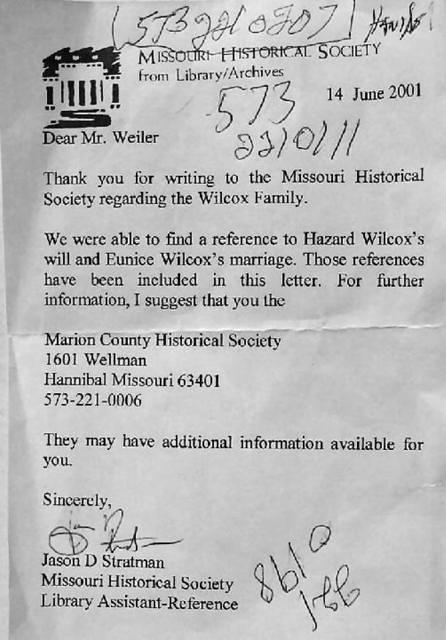 573 221 0207
MISSOURI HISTORICAL SOCIETY
from Library/Archives
573
14 June 2001
221 0111
Dear Mr. Weiler
Thank you for writing to the Missouri Historical
Society regarding the Wilcox Family.
We were able to find a reference to Hazard Wilcox's
will and Eunice Wilcox's marriage. Those references
have been included in this letter. For further
information, I suggest that you the
Marion County Historical Society
1601 Wellman
Hannibal Missouri 63401
573-221-0006
They may have additional information available for
you.
Sincerely,
Jason D Stratman
Missouri Historical Society
Library Assistant-Reference